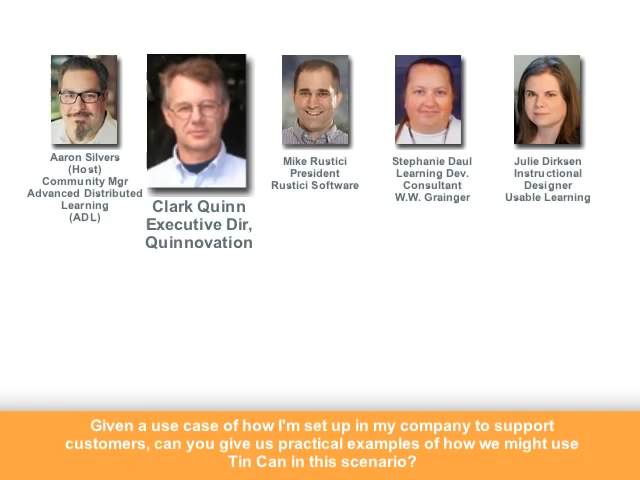 Aaron Silvers
(Host)
Community Mgr
Advanced Distributed
Learning
(ADL)
Clark Quinn
Executive Dir,
Quinnovation
Mike Rustici
President
Rustici Software
Stephanie Daul
Learning Dev.
Consultant
W.W. Grainger
Julie Dirksen
Instructional
Designer
Usable Learning
Given a use case of how I'm set up in my company to support
customers, can you give us practical examples of how we might use
Tin Can in this scenario?